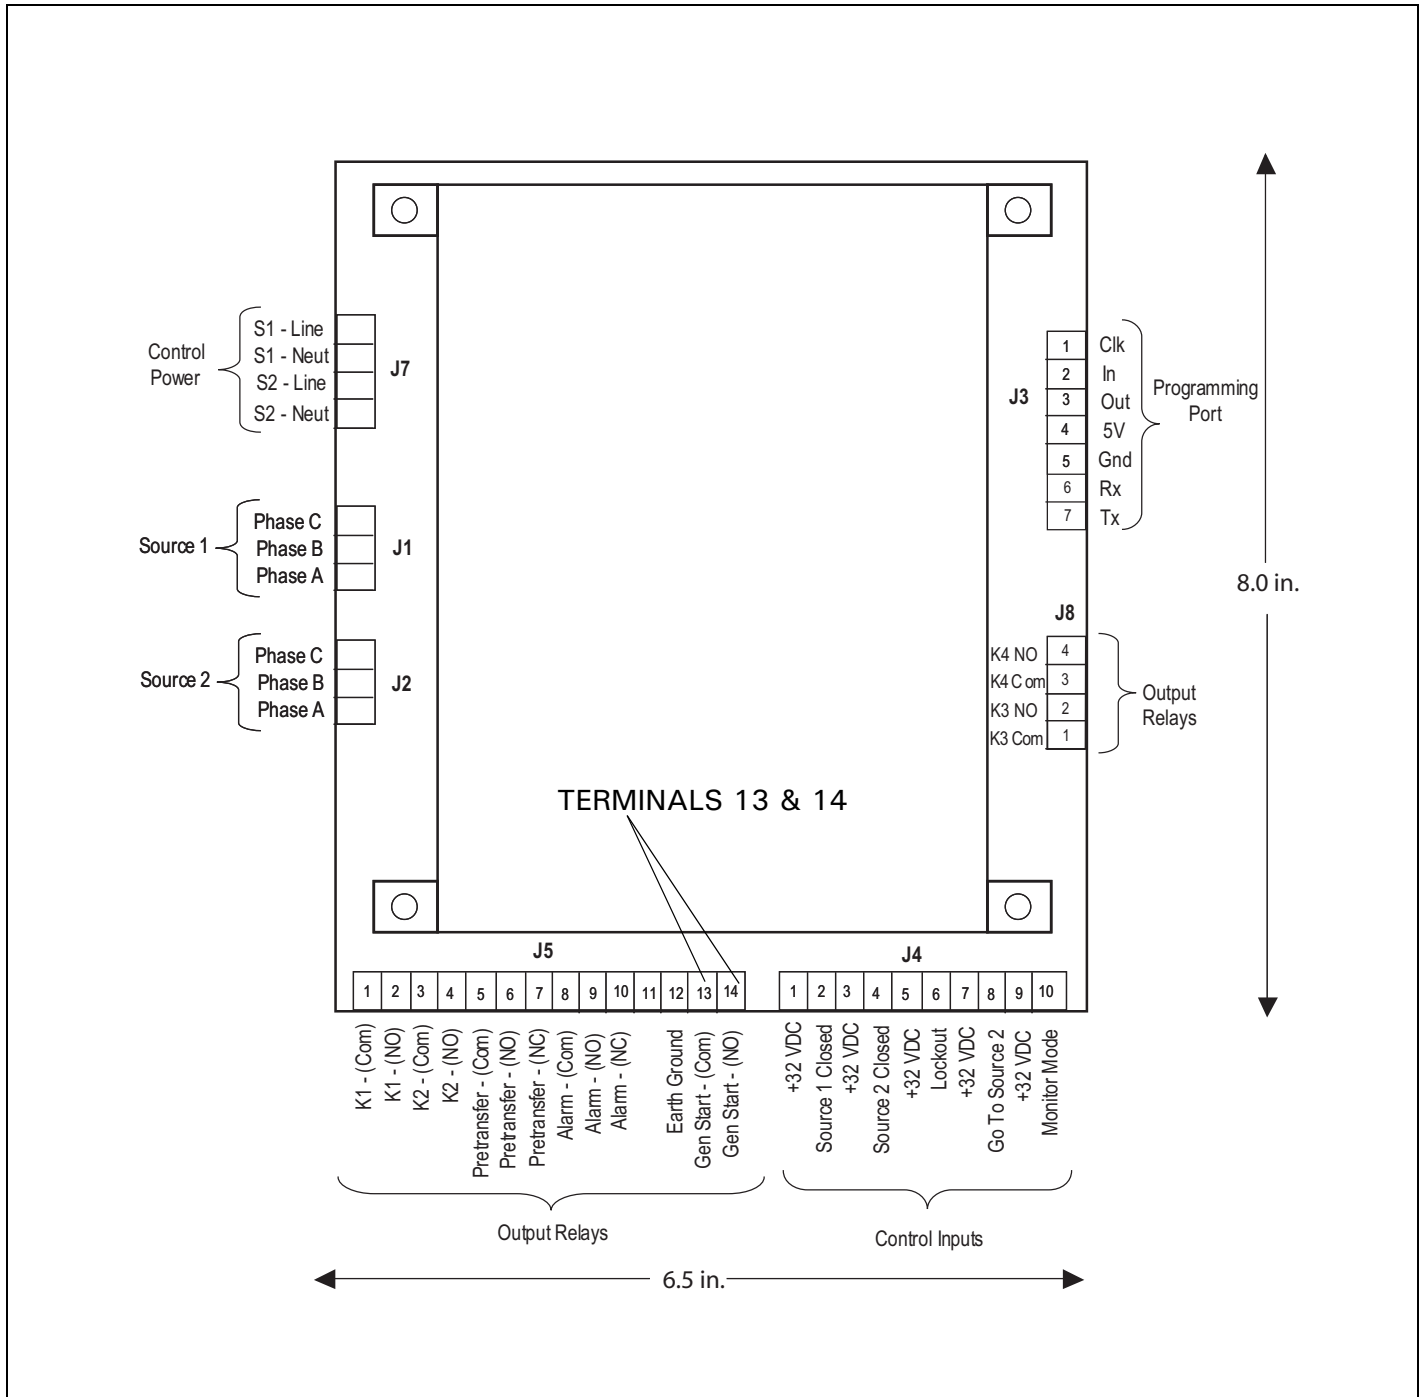 S1 - Line
S1 - Neut
S2 - Line
S2 - Neut
Control
Power
J7
Phase C
Phase B
Phase A
Source 1
J1
Phase C
Phase B
Phase A
Source 2
J2
1 Clk
2 In
3 Out
4 5V
5 Gnd
6 Rx
7 Tx
J3
Programming
Port
8.0 in.
J8
K4 NO 4
K4 Com 3
K3 NO 2
K3 Com 1
Output
Relays
TERMINALS 13 & 14
J5
1 2 3 4 5 6 7 8 9 10 11 12 13 14
K1 - (Com)
K1 - (NO)
K2 - (Com)
K2 - (NO)
Pretransfer - (Com)
Pretransfer - (NO)
Pretransfer - (NC)
Alarm - (Com)
Alarm - (NO)
Alarm - (NC)
Earth Ground
Gen Start - (Com)
Gen Start - (NO)
Output Relays
J4
1 2 3 4 5 6 7 8 9 10
+32 VDC
Source 1 Closed
+32 VDC
Source 2 Closed
+32 VDC
Lockout
+32 VDC
Go To Source 2
+32 VDC
Monitor Mode
Control Inputs
6.5 in.